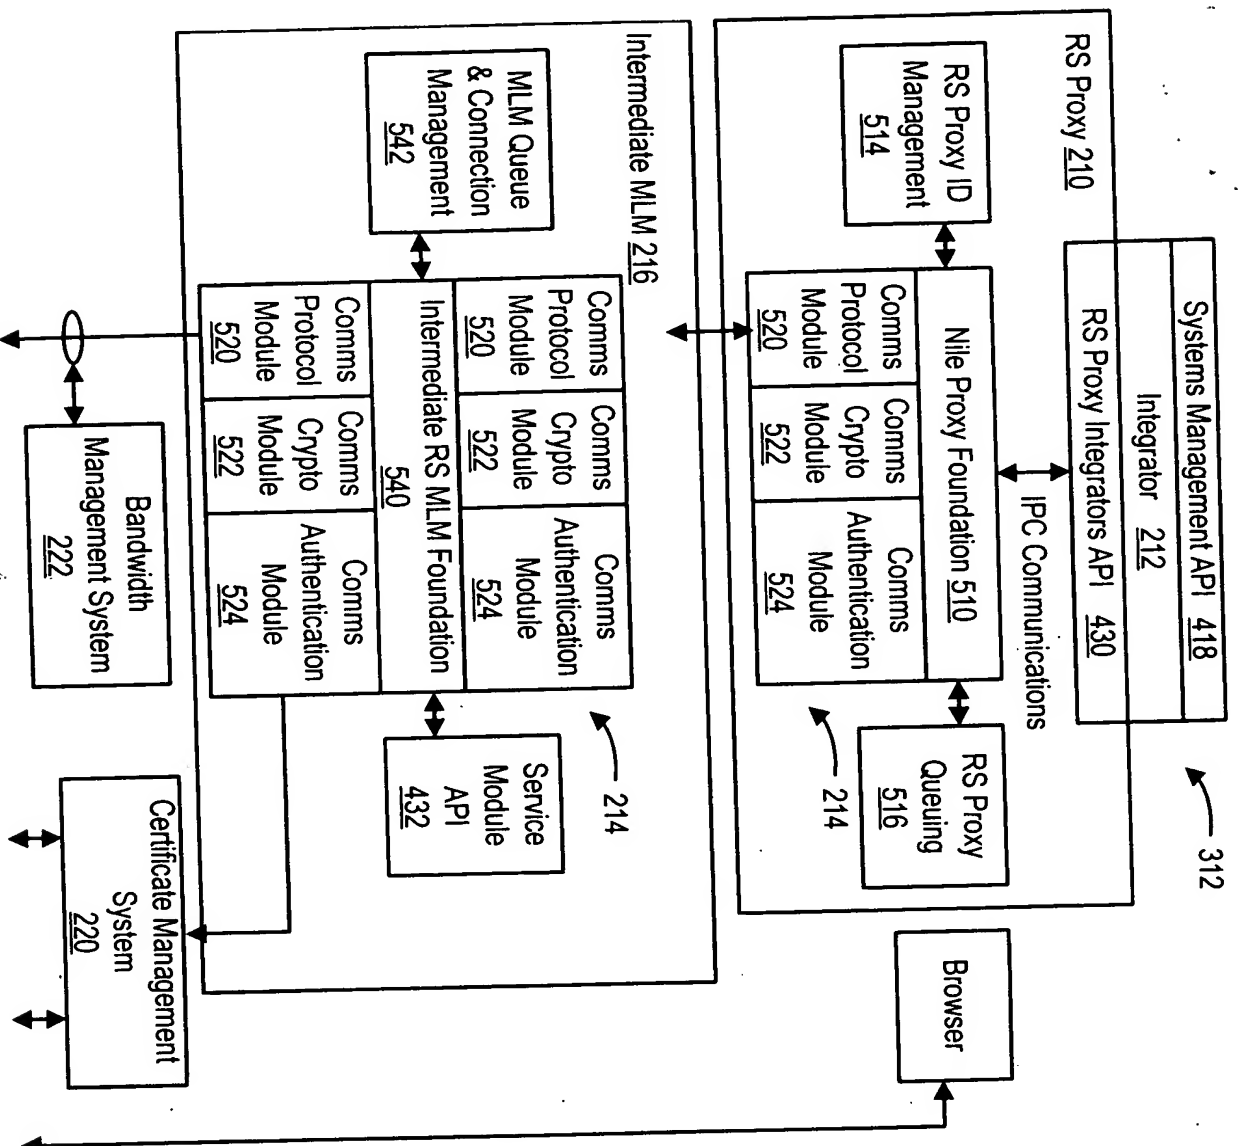 Systems Management API 418
Integrator 212
RS Proxy Integrators API 430
312
RS Proxy 210
IPC Communications
RS Proxy ID
Management
514
Nile Proxy Foundation 510
RS Proxy
Queuing
516
Comms
Protocol
Module
520
Comms
Crypto
Module
522
Comms
Authentication
Module
524
214
Browser
Intermediate MLM 216
Comms
Protocol
Module
520
Comms
Crypto
Module
522
Comms
Authentication
Module
524
214
MLM Queue
& Connection
Management
542
Intermediate RS MLM Foundation
540
Service
Module
API
432
Comms
Protocol
Module
520
Comms
Crypto
Module
522
Comms
Authentication
Module
524
Bandwidth
Management System
222
Certificate Management
System
220